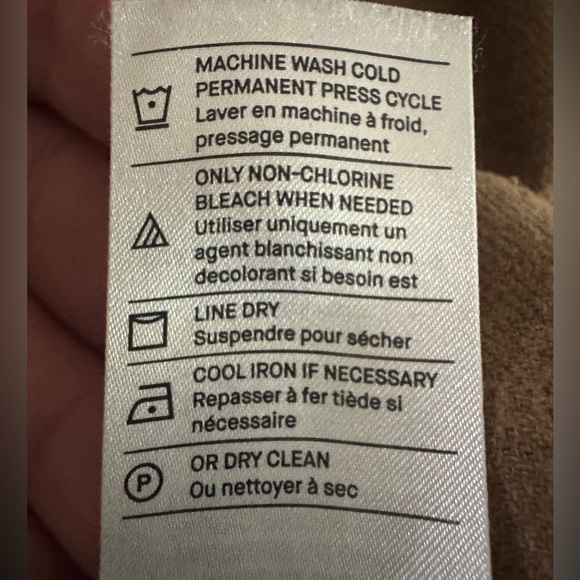 MACHINE WASH COLD
PERMANENT PRESS CYCLE
Laver en machine à froid,
pressage permanent
ONLY NON-CHLORINE
BLEACH WHEN NEEDED
Utiliser uniquement un
agent blanchissant non
decolorant si besoin est
LINE DRY
Suspendre pour sécher
COOL IRON IF NECESSARY
Repasser à fer tiède si
nécessaire
P
OR DRY CLEAN
Ou nettoyer à sec